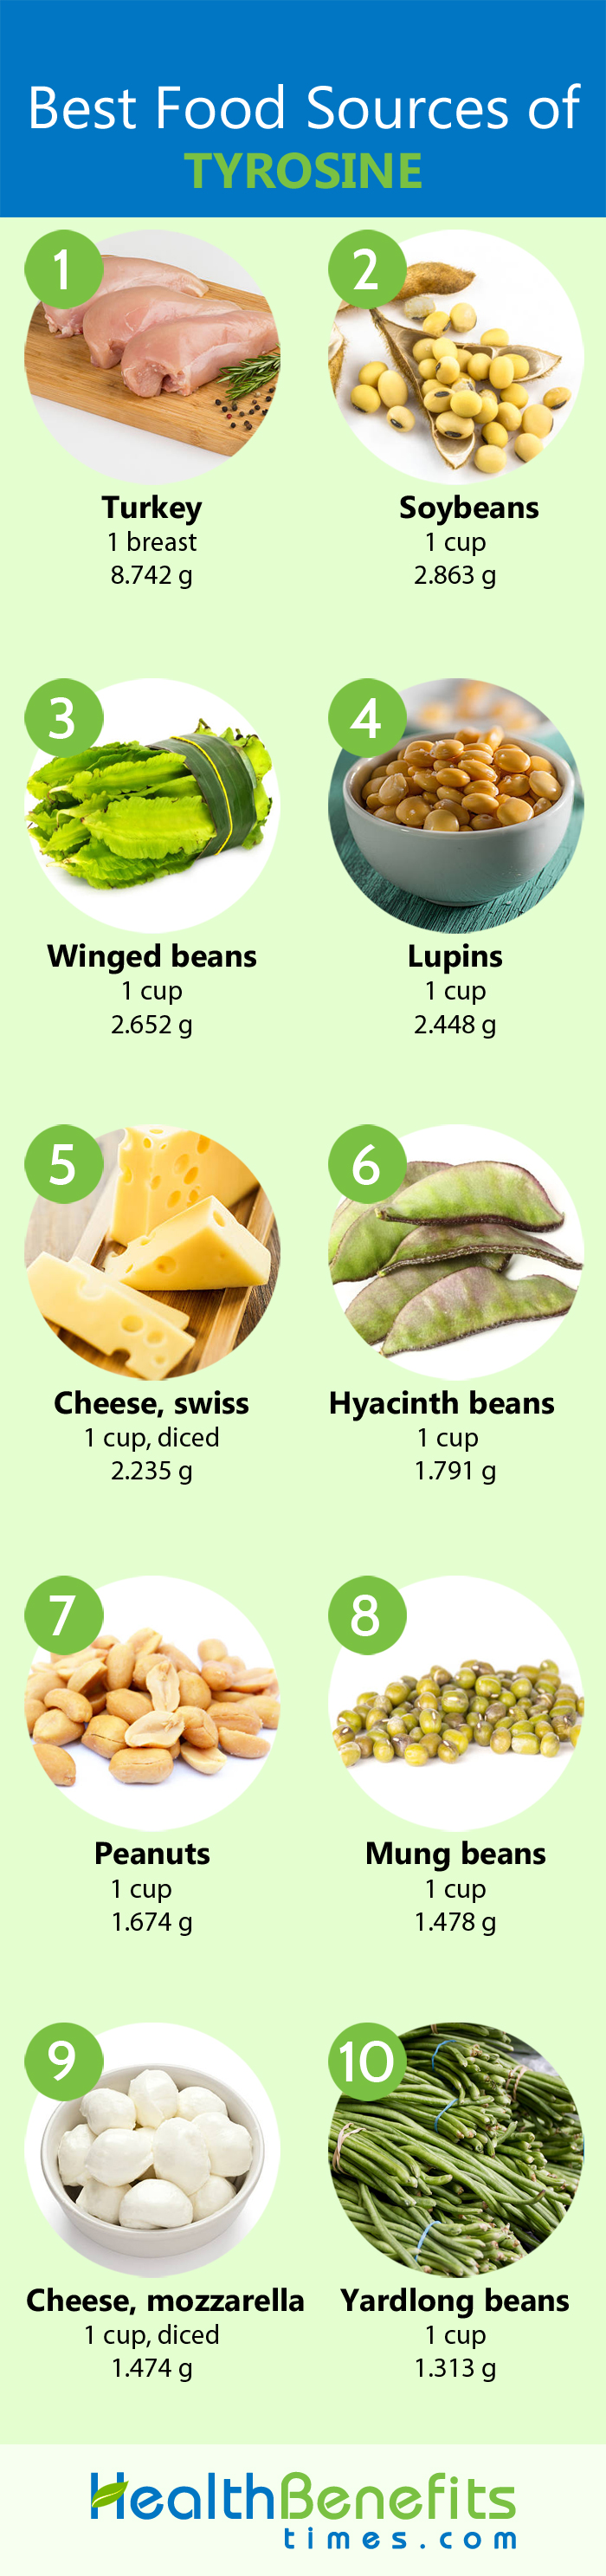 Best Food Sources of
TYROSINE
1
Turkey
1 breast
8.742 g
2
Soybeans
1 cup
2.863 g
3
Winged beans
1 cup
2.652 g
4
Lupins
1 cup
2.448 g
5
Cheese, swiss
1 cup, diced
2.235 g
6
Hyacinth beans
1 cup
1.791 g
7
Peanuts
1 cup
1.674 g
8
Mung beans
1 cup
1.478 g
9
Cheese, mozzarella
1 cup, diced
1.474 g
10
Yardlong beans
1 cup
1.313 g
HealthBenefits
times.com